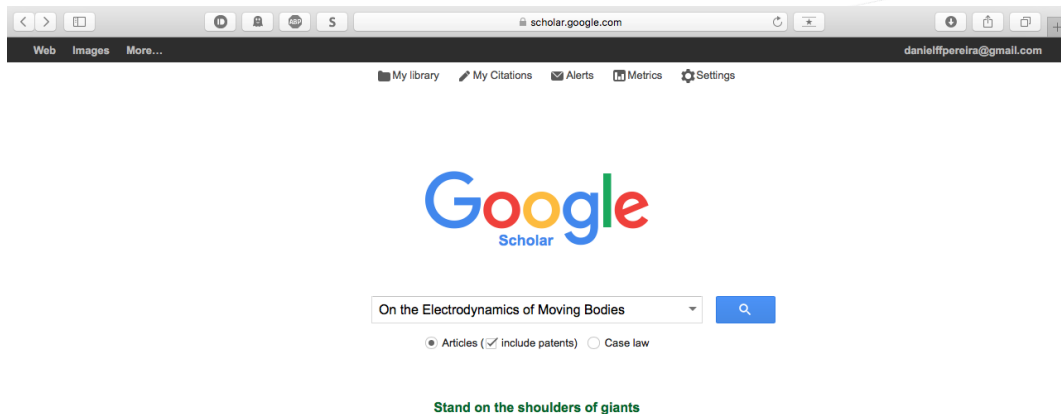 ABP S scholar.google.com
Web Images More... danielffpereira@gmail.com
My library My Citations Alerts Metrics Settings
Google
Scholar
On the Electrodynamics of Moving Bodies
Articles (include patents) Case law
Stand on the shoulders of giants